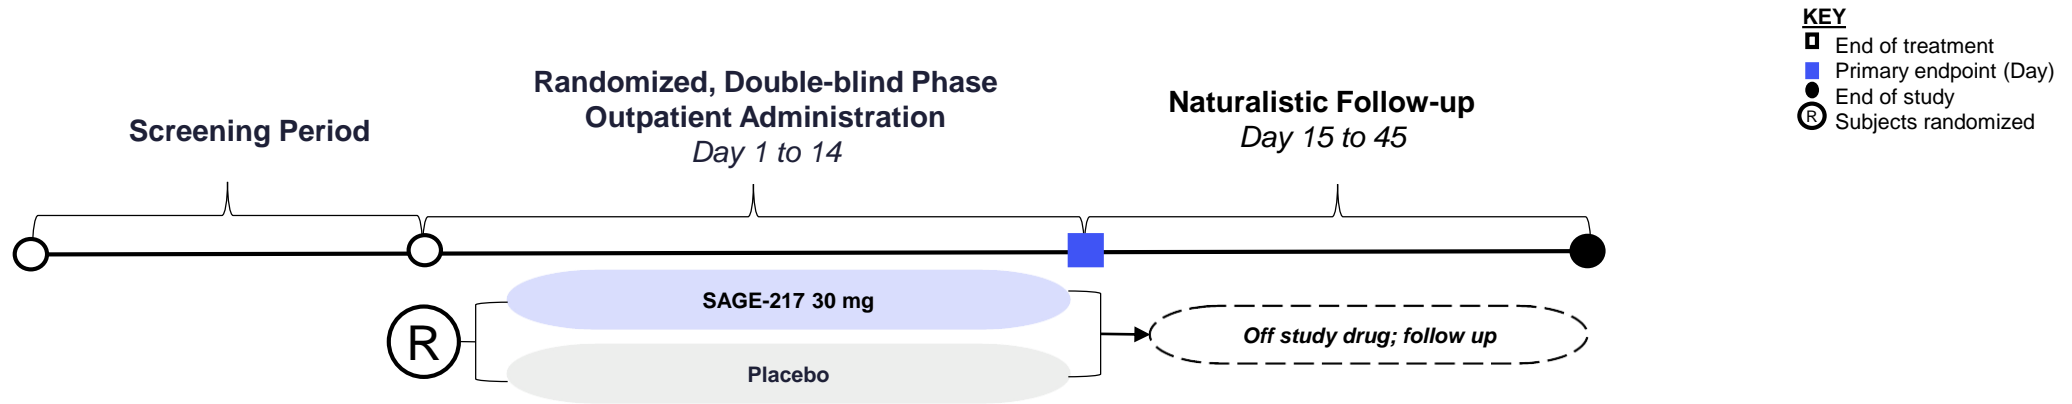 KEY
End of treatment
Primary endpoint (Day)
End of study
R Subjects randomized
Screening Period
Randomized, Double-blind Phase
Outpatient Administration
Day 1 to 14
Naturalistic Follow-up
Day 15 to 45
SAGE-217 30 mg
R
Off study drug; follow up
Placebo